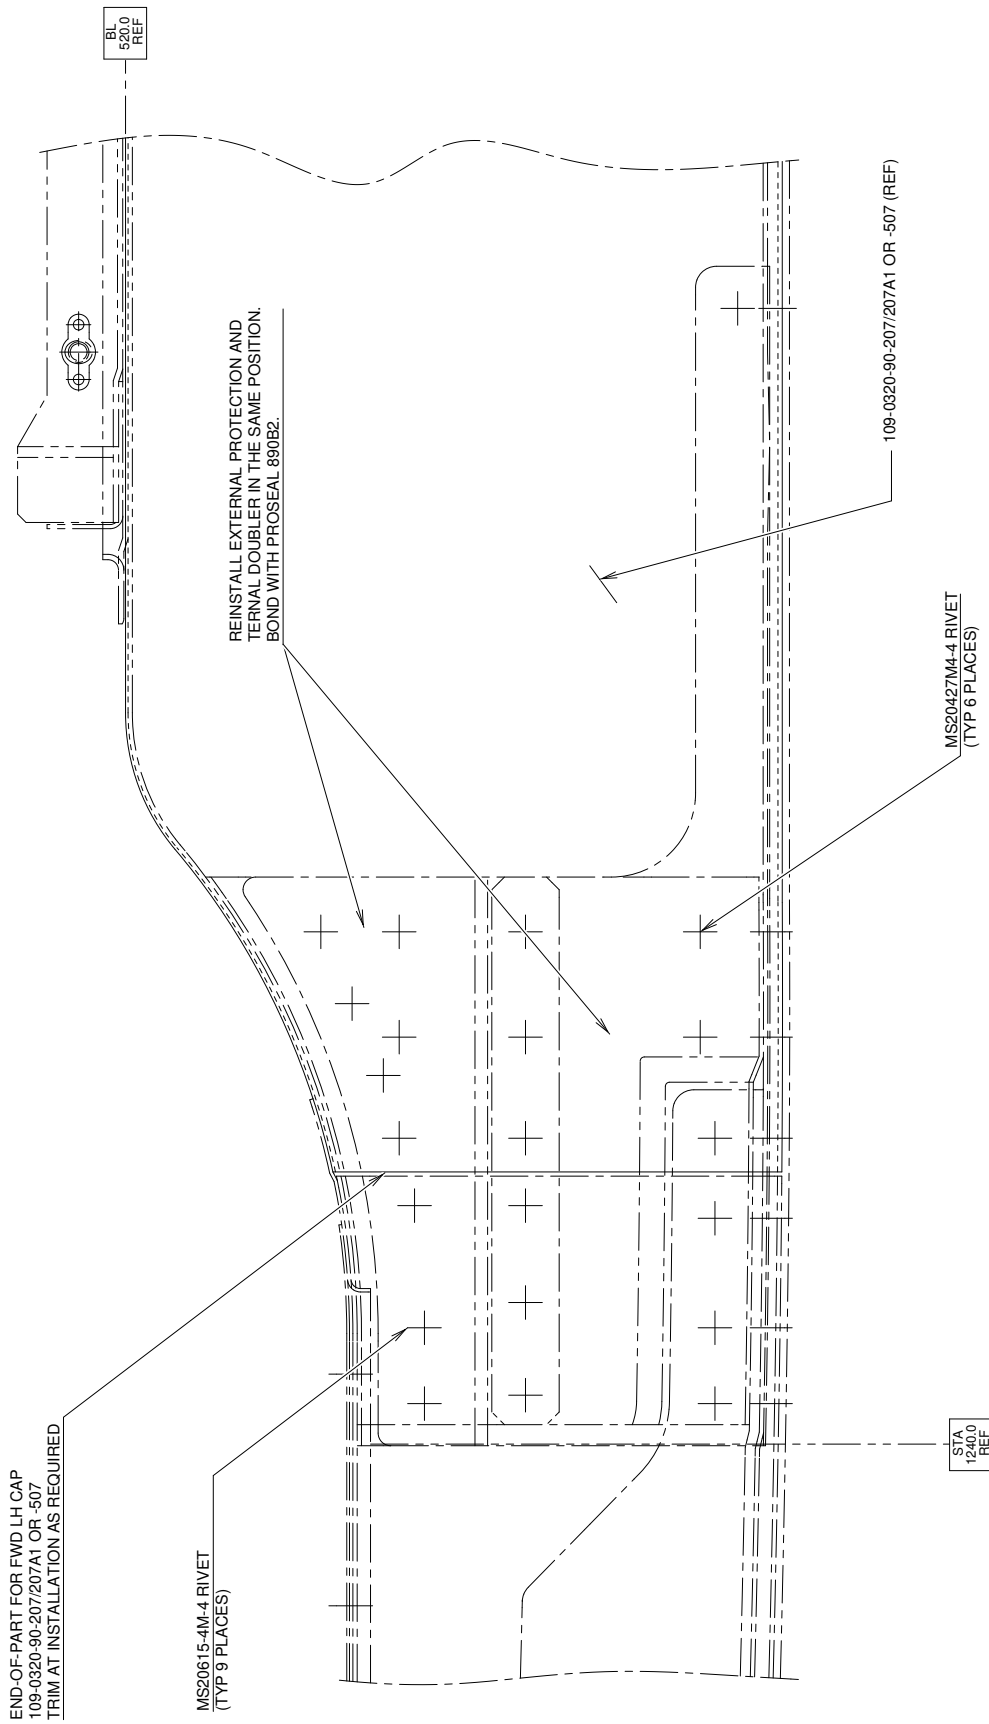 END-OF-PART FOR FWD LH CAP
109-0320-90-207/207A1 OR -507
TRIM AT INSTALLATION AS REQUIRED
MS20615-4M-4 RIVET
(TYP 9 PLACES)
REINSTALL EXTERNAL PROTECTION AND
TERNAL DOUBLER IN THE SAME POSITION.
BOND WITH PROSEAL 890B2.
BL
520.0
REF
109-0320-90-207/207A1 OR -507 (REF)
MS20427M4-4 RIVET
(TYP 6 PLACES)
STA
1240.0
REF